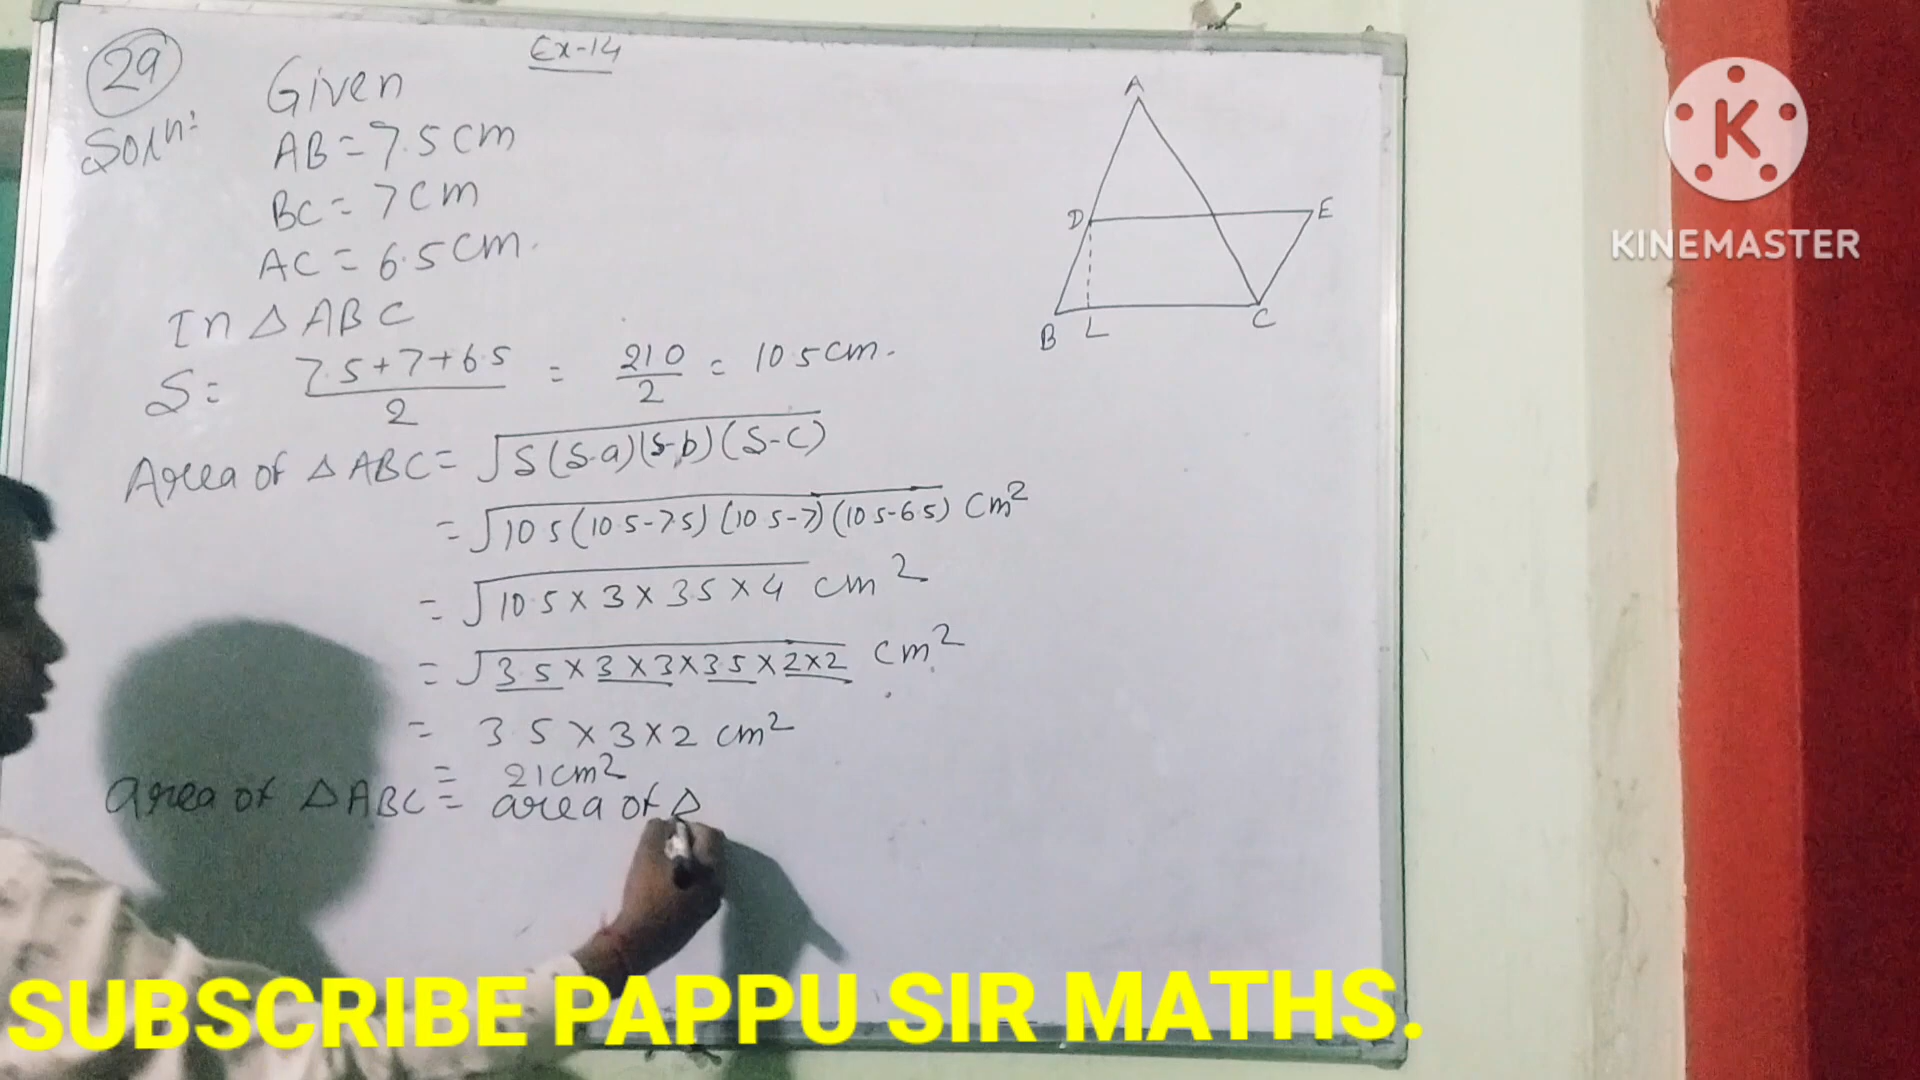 Ex-14
29
Soln:
Given
AB = 7.5 cm
BC = 7 cm
AC = 6.5 cm.
In △ ABC
S = 7.5+7+6.5 / 2 = 210 / 2 = 10 5 cm.
Area of △ ABC = √S(S-a)(S-b)(S-C)
= √10 5(10 5-7.5)(10 5-7)(10 5-6 5) cm²
= √10 5 × 3 × 3 5 × 4 cm²
= √3 5 × 3 × 3 × 3 5 × 2 × 2 cm²
= 3 5 × 3 × 2 cm²
= 21 cm²
area of △ ABC = area of △
A
D
E
B
L
C
K
KINEMASTER
SUBSCRIBE PAPPU SIR MATHS.